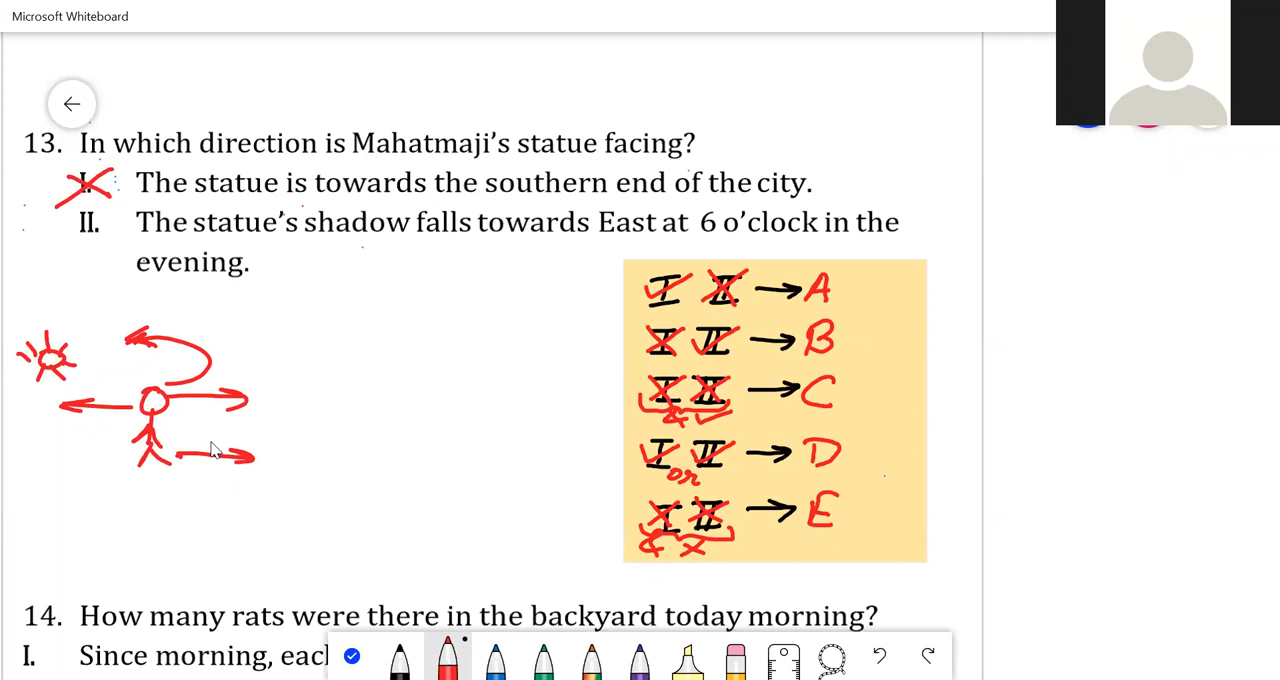 Microsoft Whiteboard
13. In which direction is Mahatmaji's statue facing?
I. The statue is towards the southern end of the city.
II. The statue's shadow falls towards East at 6 o'clock in the
evening.
I II → A
I II → B
I II → C
&
I II → D
or
I II → E
&
14. How many rats were there in the backyard today morning?
I. Since morning,